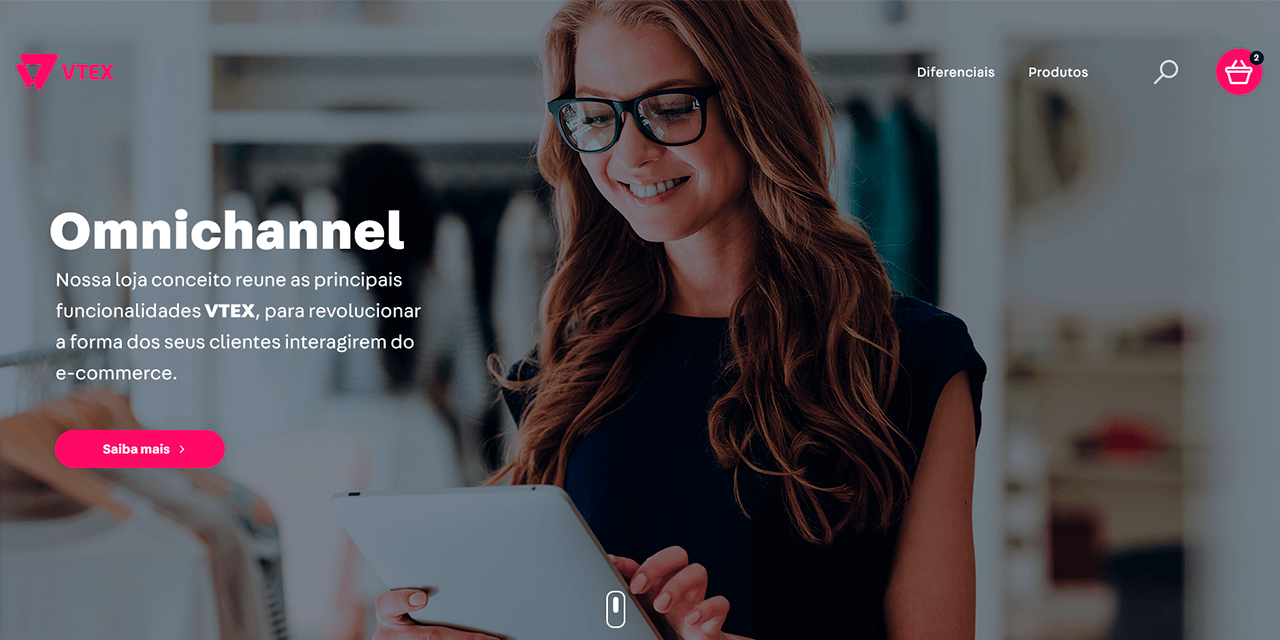 VTEX
Diferenciais
Produtos
2
Omnichannel
Nossa loja conceito reune as principais
funcionalidades VTEX, para revolucionar
a forma dos seus clientes interagirem do
e-commerce.
Saiba mais